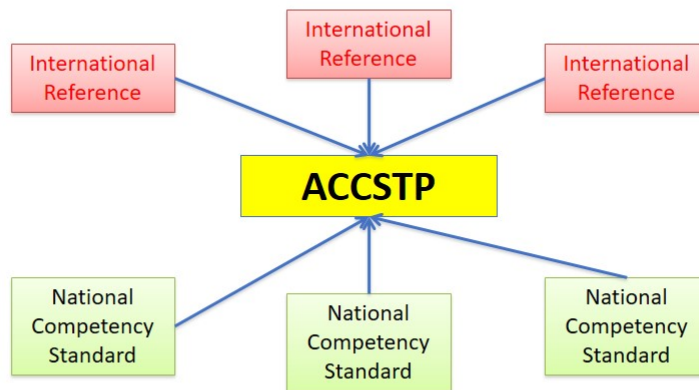 International
Reference
International
Reference
International
Reference
ACCSTP
National
Competency
Standard
National
Competency
Standard
National
Competency
Standard